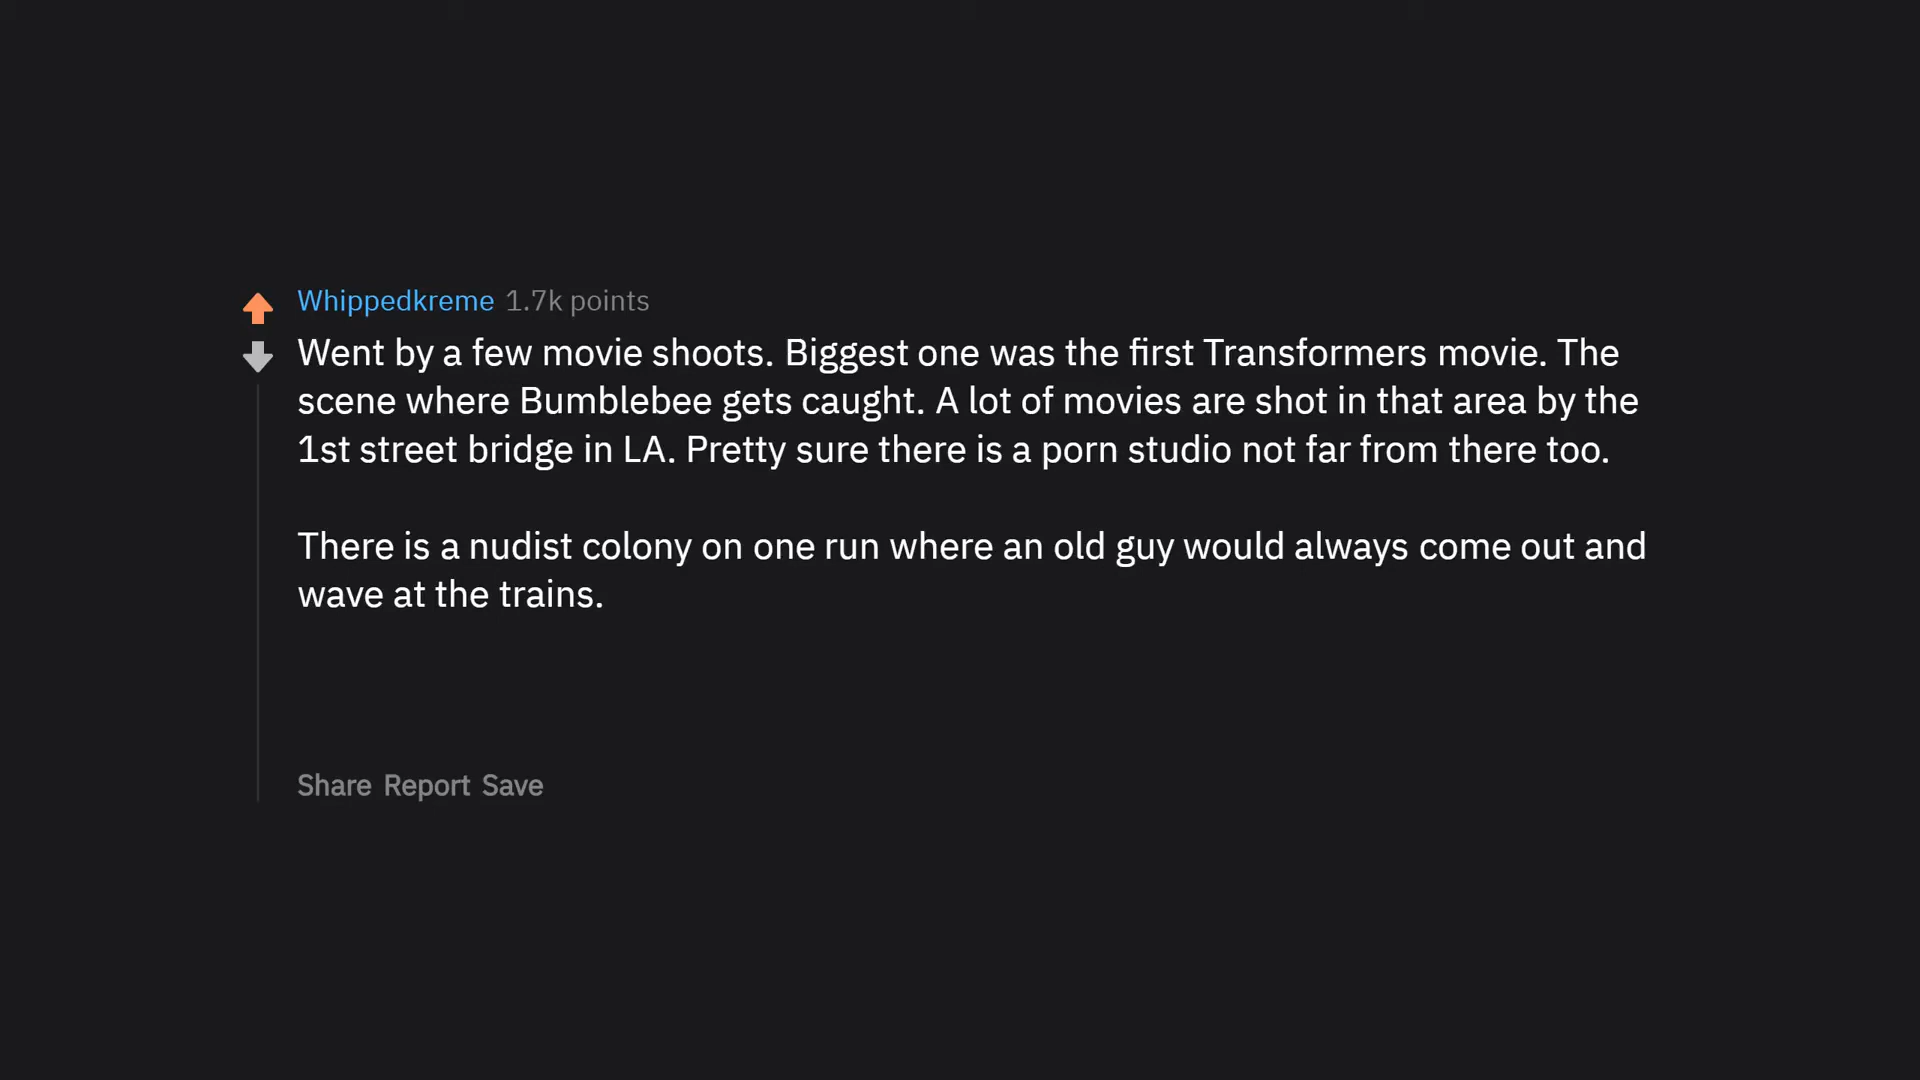 Whippedkreme 1.7k points
Went by a few movie shoots. Biggest one was the first Transformers movie. The
scene where Bumblebee gets caught. A lot of movies are shot in that area by the
1st street bridge in LA. Pretty sure there is a porn studio not far from there too.
There is a nudist colony on one run where an old guy would always come out and
wave at the trains.
Share Report Save